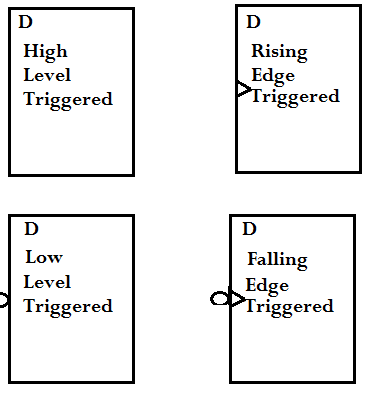 D
High
Level
Triggered
D
Rising
Edge
Triggered
D
Low
Level
Triggered
D
Falling
Edge
Triggered